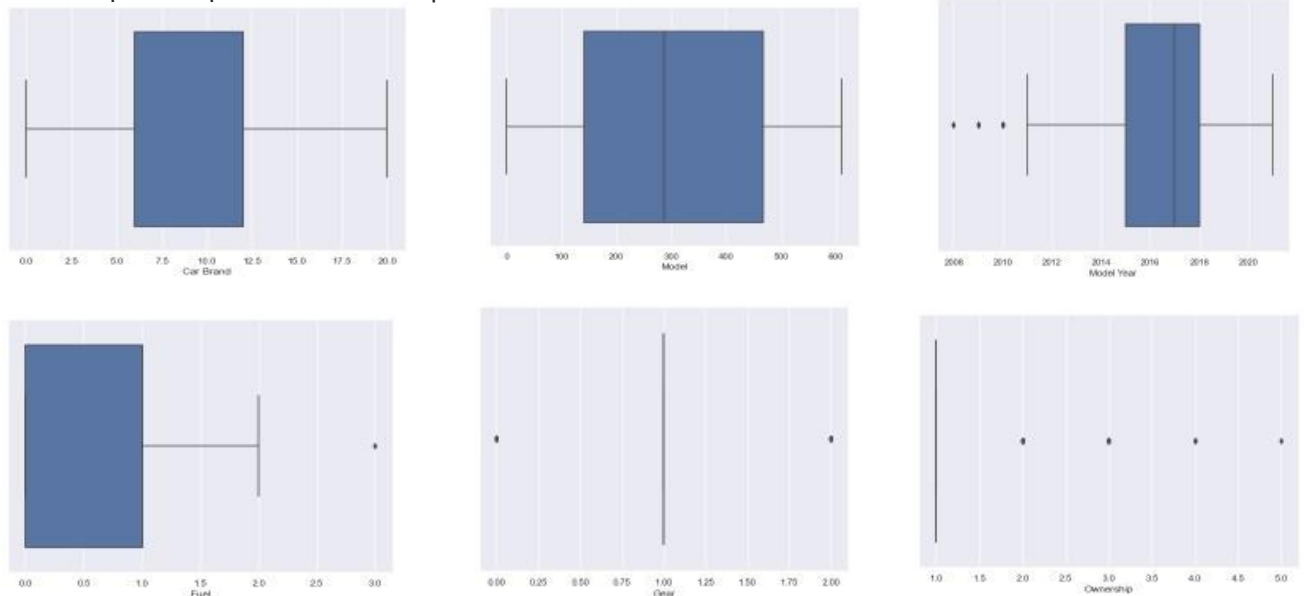 0.0 2.5 5.0 7.5 10.0 12.5 15.0 17.5 20.0
Car Brand
0 100 200 300 400 500 600
Model
2008 2010 2012 2014 2016 2018 2020
Model Year
0.0 0.5 1.0 1.5 2.0 2.5 3.0
Fuel
0.00 0.25 0.50 0.75 1.00 1.25 1.50 1.75 2.00
Gear
1.0 1.5 2.0 2.5 3.0 3.5 4.0 4.5 5.0
Ownership